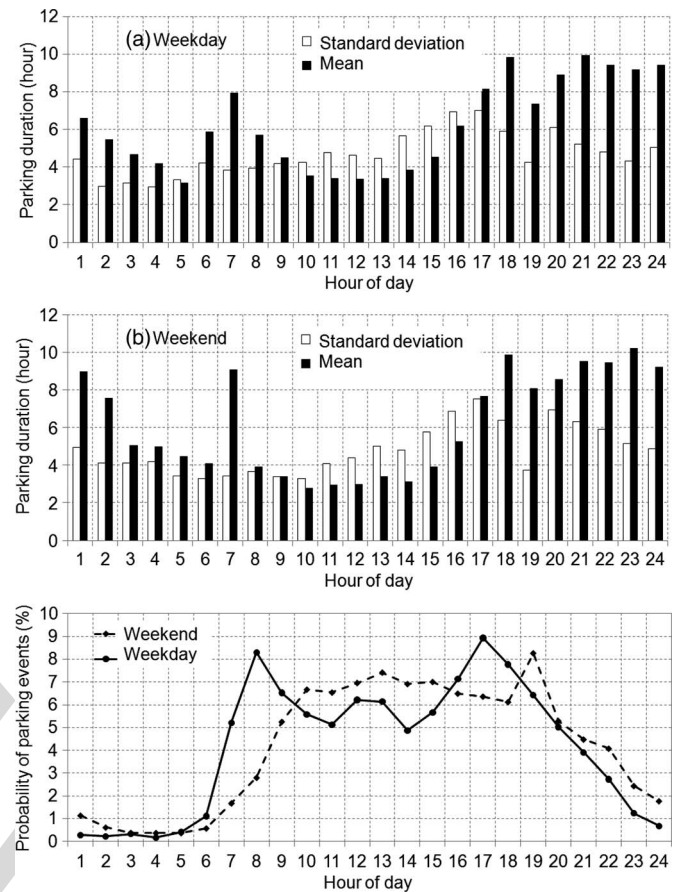 12
10
8
6
4
2
0
Parking duration (hour)
(a) Weekday
Standard deviation
Mean
1 2 3 4 5 6 7 8 9 10 11 12 13 14 15 16 17 18 19 20 21 22 23 24
Hour of day
12
10
8
6
4
2
0
Parking duration (hour)
(b) Weekend
Standard deviation
Mean
1 2 3 4 5 6 7 8 9 10 11 12 13 14 15 16 17 18 19 20 21 22 23 24
Hour of day
10
9
8
7
6
5
4
3
2
1
0
Probability of parking events (%)
Weekend
Weekday
1 2 3 4 5 6 7 8 9 10 11 12 13 14 15 16 17 18 19 20 21 22 23 24
Hour of day